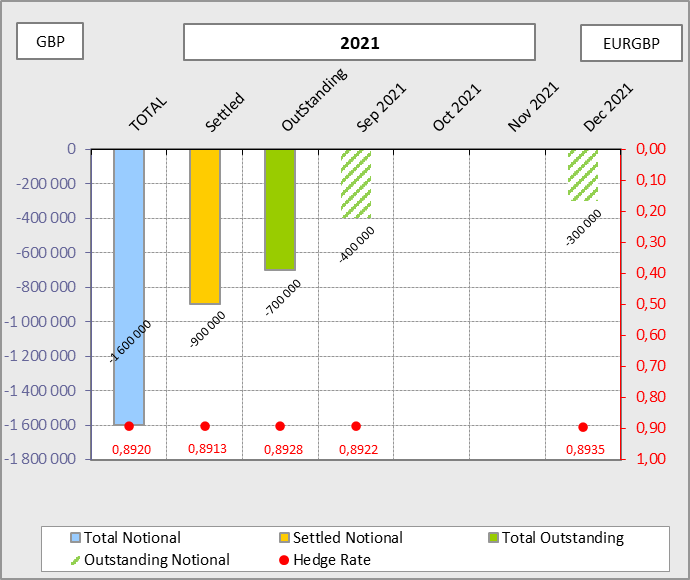 GBP
2021
EURGBP
TOTAL
Settled
OutStanding
Sep 2021
Oct 2021
Nov 2021
Dec 2021
0
-200 000
-400 000
-600 000
-800 000
-1 000 000
-1 200 000
-1 400 000
-1 600 000
-1 800 000
0,00
0,10
0,20
0,30
0,40
0,50
0,60
0,70
0,80
0,90
1,00
-1 600 000
-900 000
-700 000
-400 000
-300 000
0,8920
0,8913
0,8928
0,8922
0,8935
Total Notional
Settled Notional
Total Outstanding
Outstanding Notional
Hedge Rate